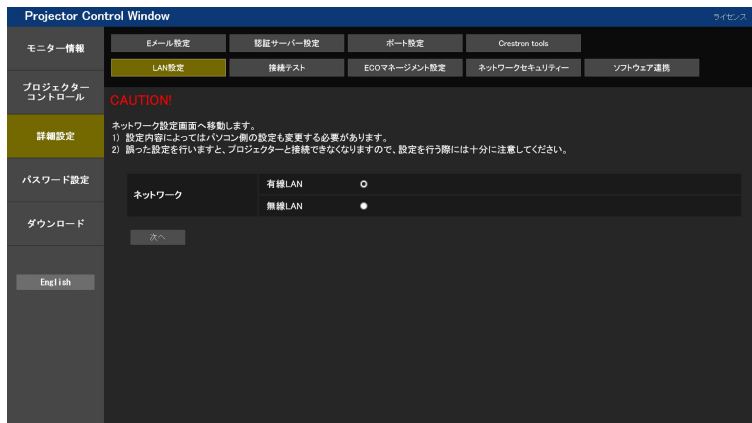 Projector Control Window
ライセンス
モニター情報
プロジェクター
コントロール
詳細設定
パスワード設定
ダウンロード
English
Eメール設定
認証サーバー設定
ポート設定
Crestron tools
LAN設定
接続テスト
ECOマネージメント設定
ネットワークセキュリティー
ソフトウェア連携
CAUTION!
ネットワーク設定画面へ移動します。
1) 設定内容によってはパソコン側の設定も変更する必要があります。
2) 誤った設定を行いますと、プロジェクターと接続できなくなりますので、設定を行う際には十分に注意してください。
ネットワーク
有線LAN
無線LAN
次へ